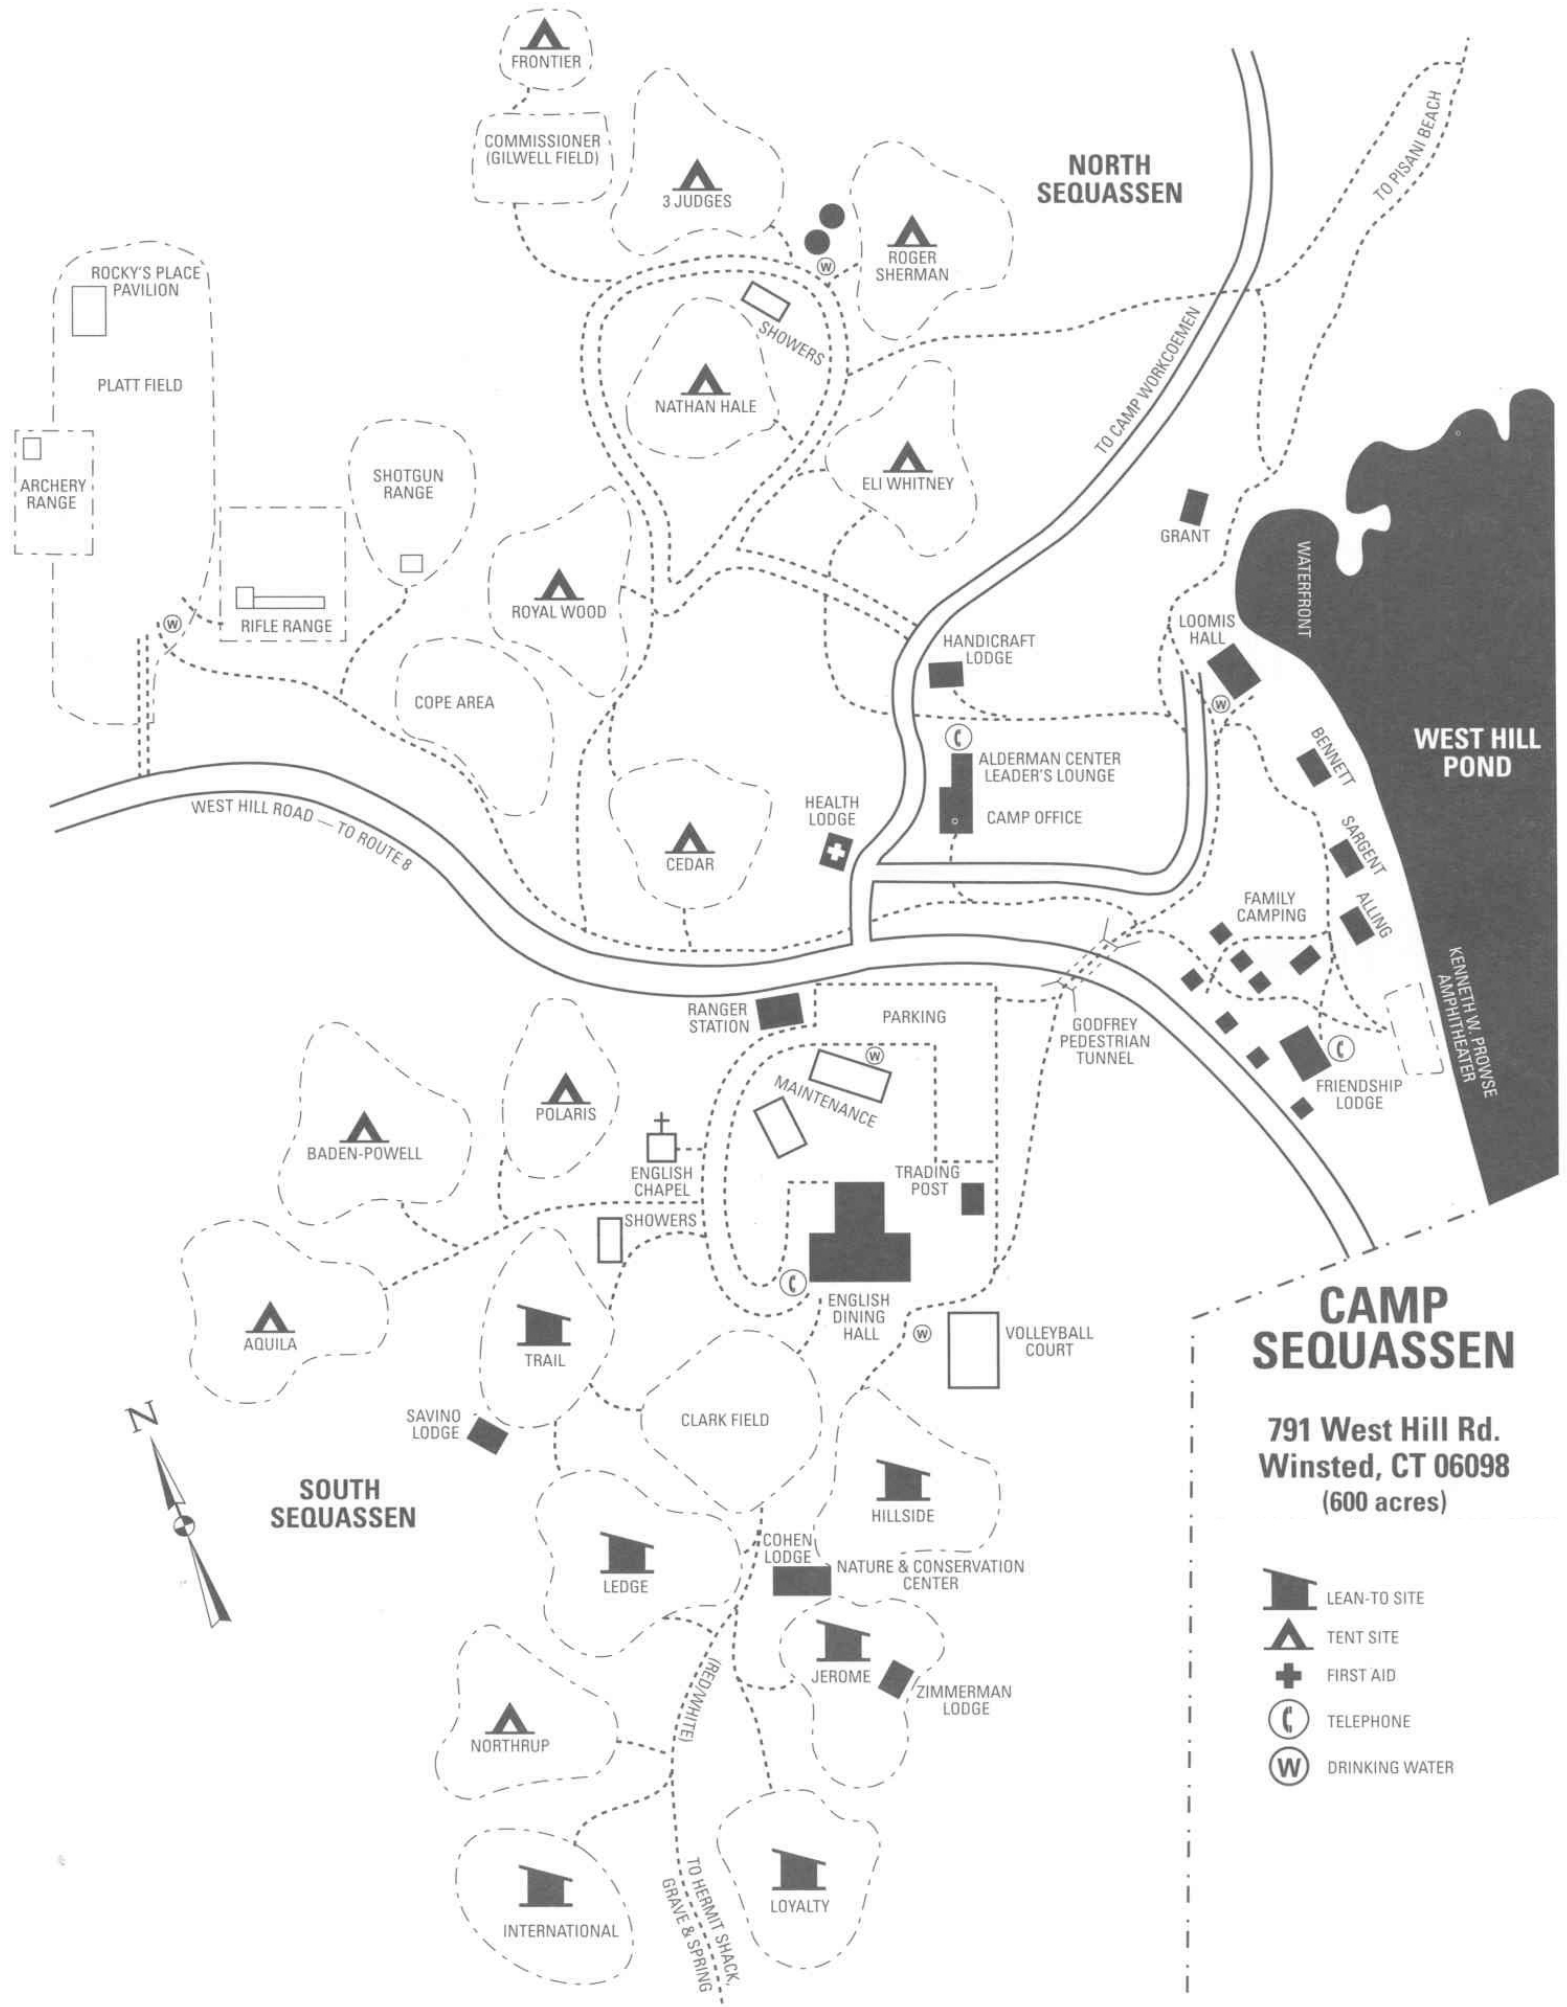 FRONTIER
COMMISSIONER
(GILWELL FIELD)
3 JUDGES
NORTH
SEQUASSEN
TO PISANI BEACH
ROGER
SHERMAN
W
ROCKY'S PLACE
PAVILION
SHOWERS
PLATT FIELD
NATHAN HALE
TO CAMP WORKCOEMEN
ARCHERY
RANGE
SHOTGUN
RANGE
ELI WHITNEY
GRANT
WATERFRONT
ROYAL WOOD
W
RIFLE RANGE
LOOMIS
HALL
HANDICRAFT
LODGE
COPE AREA
W
WEST HILL
POND
BENNETT
ALDERMAN CENTER
LEADER'S LOUNGE
WEST HILL ROAD — TO ROUTE 8
HEALTH
LODGE
CAMP OFFICE
CEDAR
SARGENT
ALLING
FAMILY
CAMPING
KENNETH W. PROWSE
AMPHITHEATER
RANGER
STATION
PARKING
GODFREY
PEDESTRIAN
TUNNEL
W
MAINTENANCE
FRIENDSHIP
LODGE
POLARIS
BADEN-POWELL
ENGLISH
CHAPEL
TRADING
POST
SHOWERS
AQUILA
TRAIL
ENGLISH
DINING
HALL
W
VOLLEYBALL
COURT
CAMP
SEQUASSEN
791 West Hill Rd.
Winsted, CT 06098
(600 acres)
N
SAVINO
LODGE
CLARK FIELD
SOUTH
SEQUASSEN
HILLSIDE
COHEN
LODGE
NATURE & CONSERVATION
CENTER
LEDGE
JEROME
ZIMMERMAN
LODGE
(RED/WHITE)
NORTHRUP
INTERNATIONAL
LOYALTY
TO HERMIT SHACK,
GRAVE & SPRING
LEAN-TO SITE
TENT SITE
FIRST AID
TELEPHONE
W
DRINKING WATER